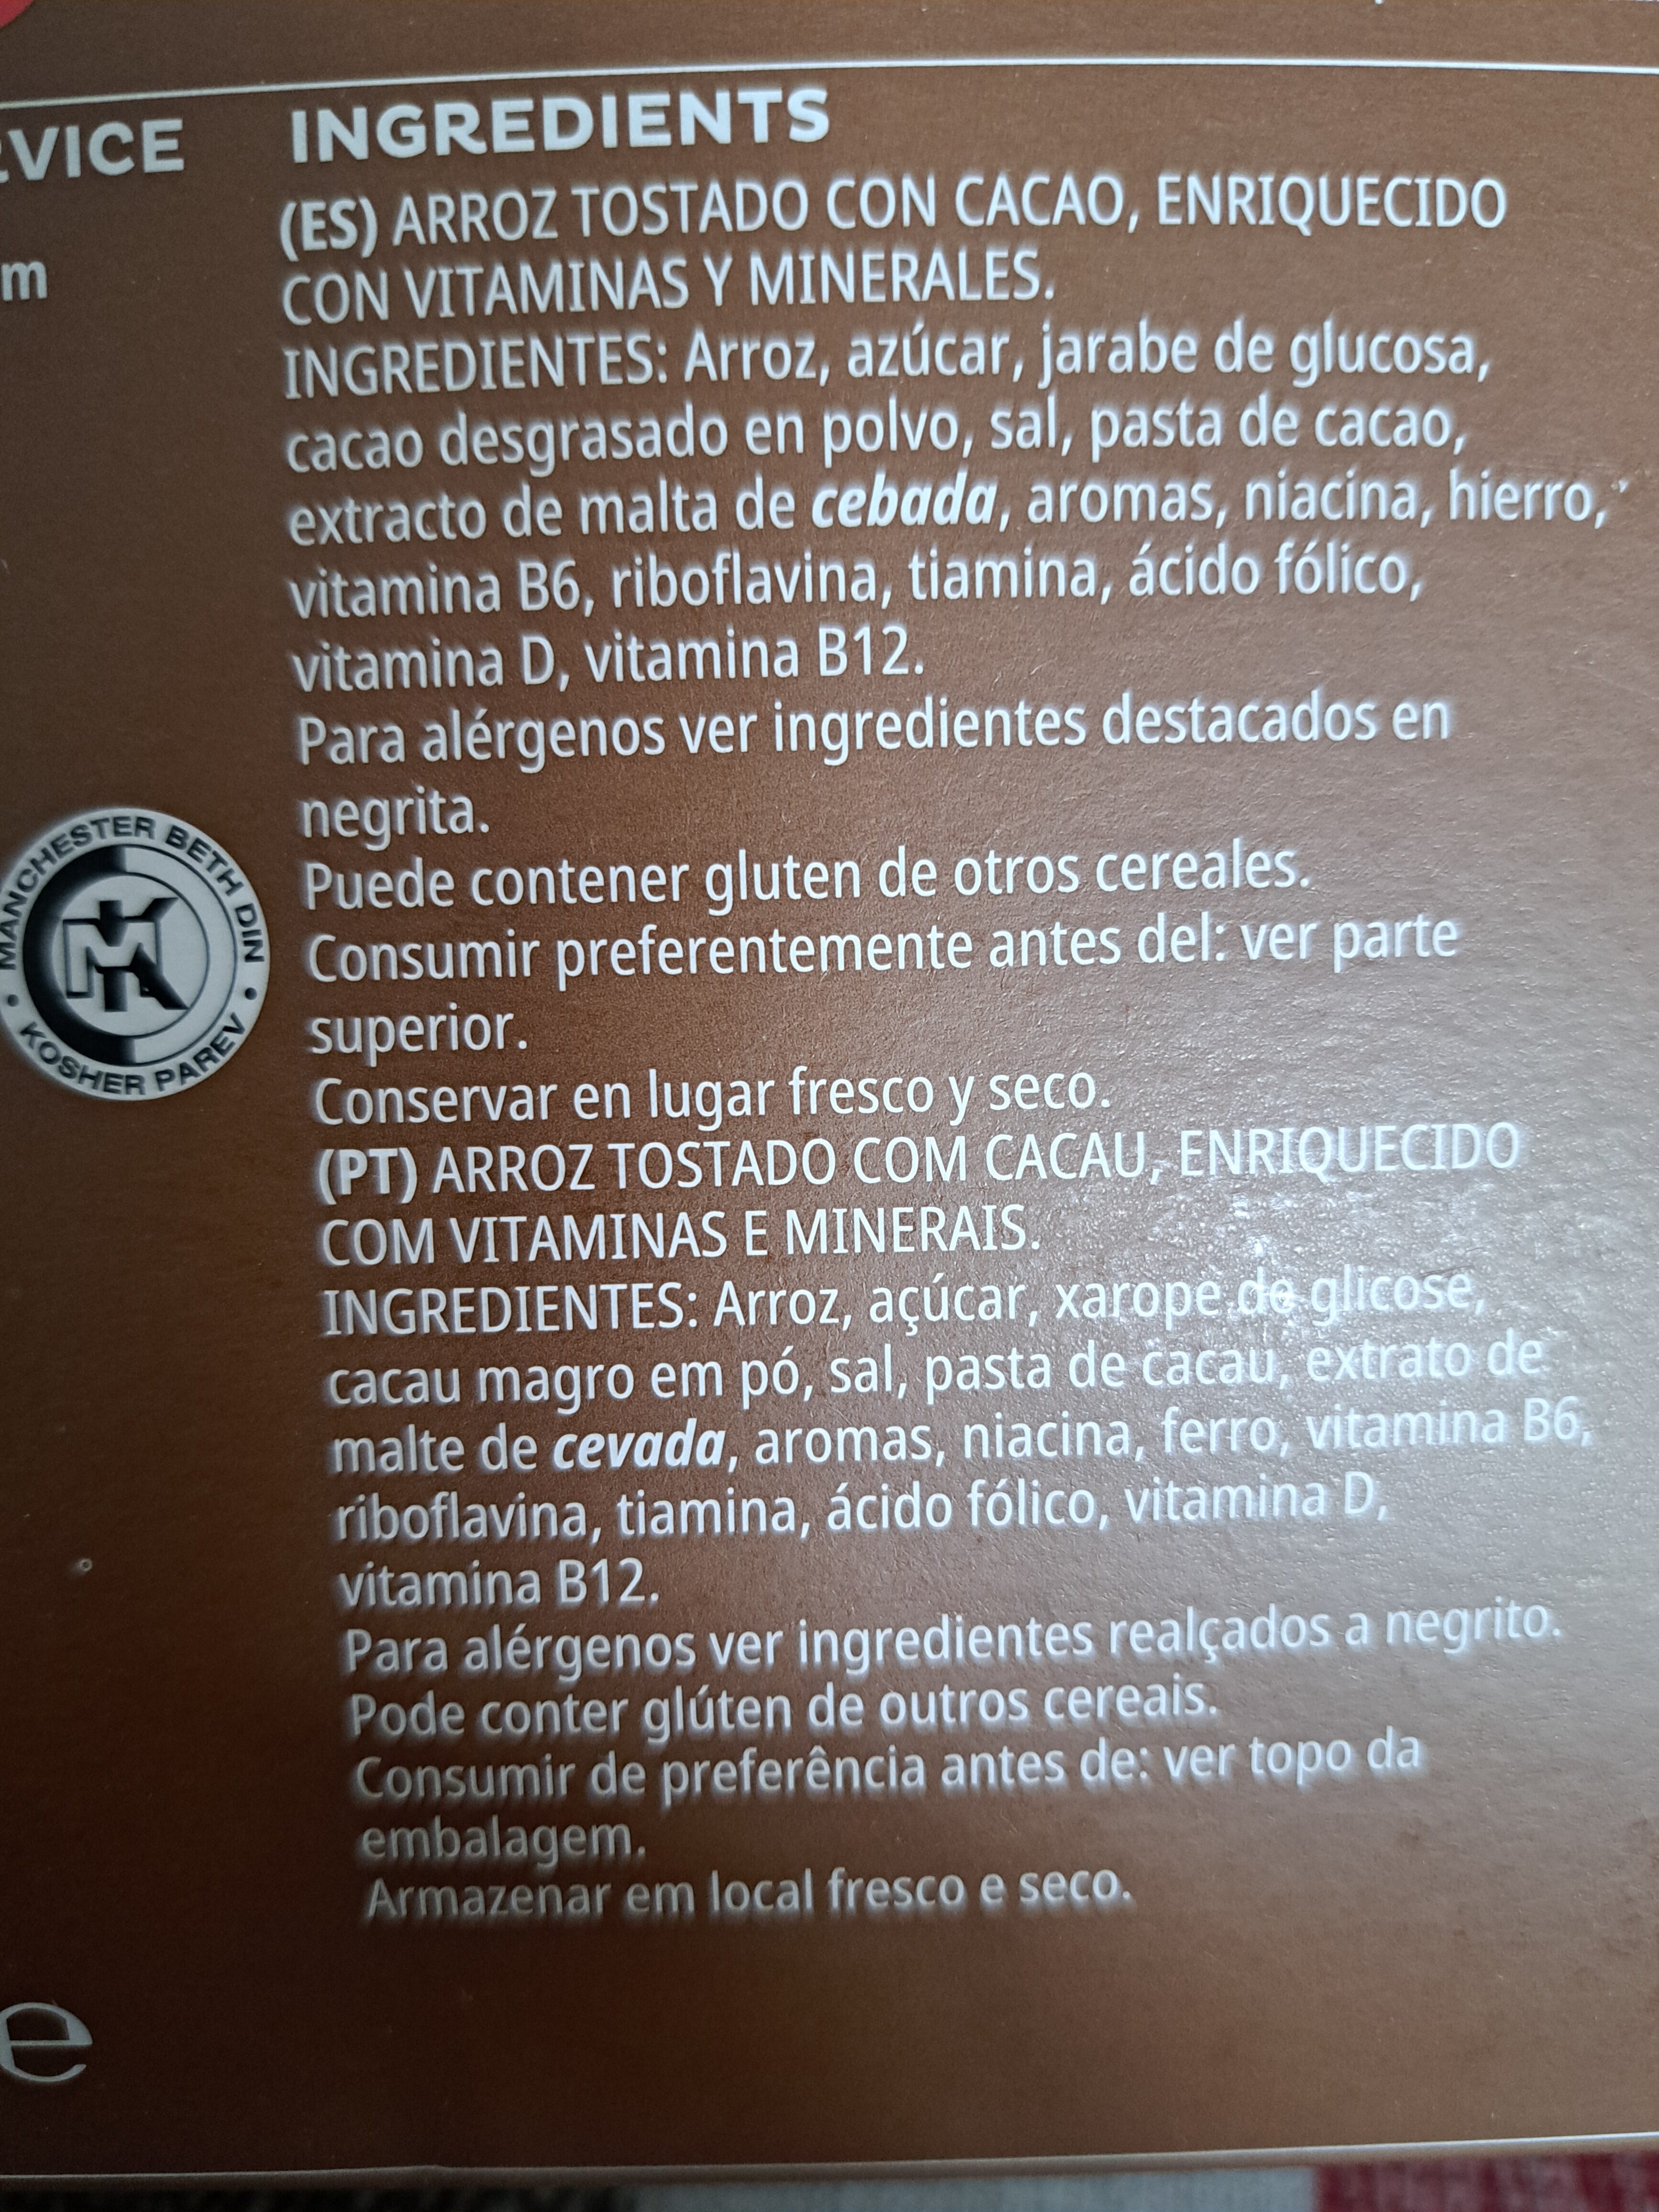 RVICE
m
INGREDIENTS
(ES) ARROZ TOSTADO CON CACAO, ENRIQUECIDO
CON VITAMINAS Y MINERALES.
INGREDIENTES: Arroz, azúcar, jarabe de glucosa,
cacao desgrasado en polvo, sal, pasta de cacao,
extracto de malta de cebada, aromas, niacina, hierro,
vitamina B6, riboflavina, tiamina, ácido fólico,
vitamina D, vitamina B12.
Para alérgenos ver ingredientes destacados en
negrita.
Puede contener gluten de otros cereales.
Consumir preferentemente antes del: ver parte
superior.
Conservar en lugar fresco y seco.
(PT) ARROZ TOSTADO COM CACAU, ENRIQUECIDO
COM VITAMINAS E MINERAIS.
INGREDIENTES: Arroz, açúcar, xarope de glicose,
cacau magro em pó, sal, pasta de cacau, extrato de
malte de cevada, aromas, niacina, ferro, vitamina B6,
riboflavina, tiamina, ácido fólico, vitamina D,
vitamina B12.
Para alérgenos ver ingredientes realçados a negrito.
Pode conter glúten de outros cereais.
Consumir de preferência antes de: ver topo da
embalagem.
Armazenar em local fresco e seco.
MANCHESTER BETH DIN
MK
KOSHER PAREV
e